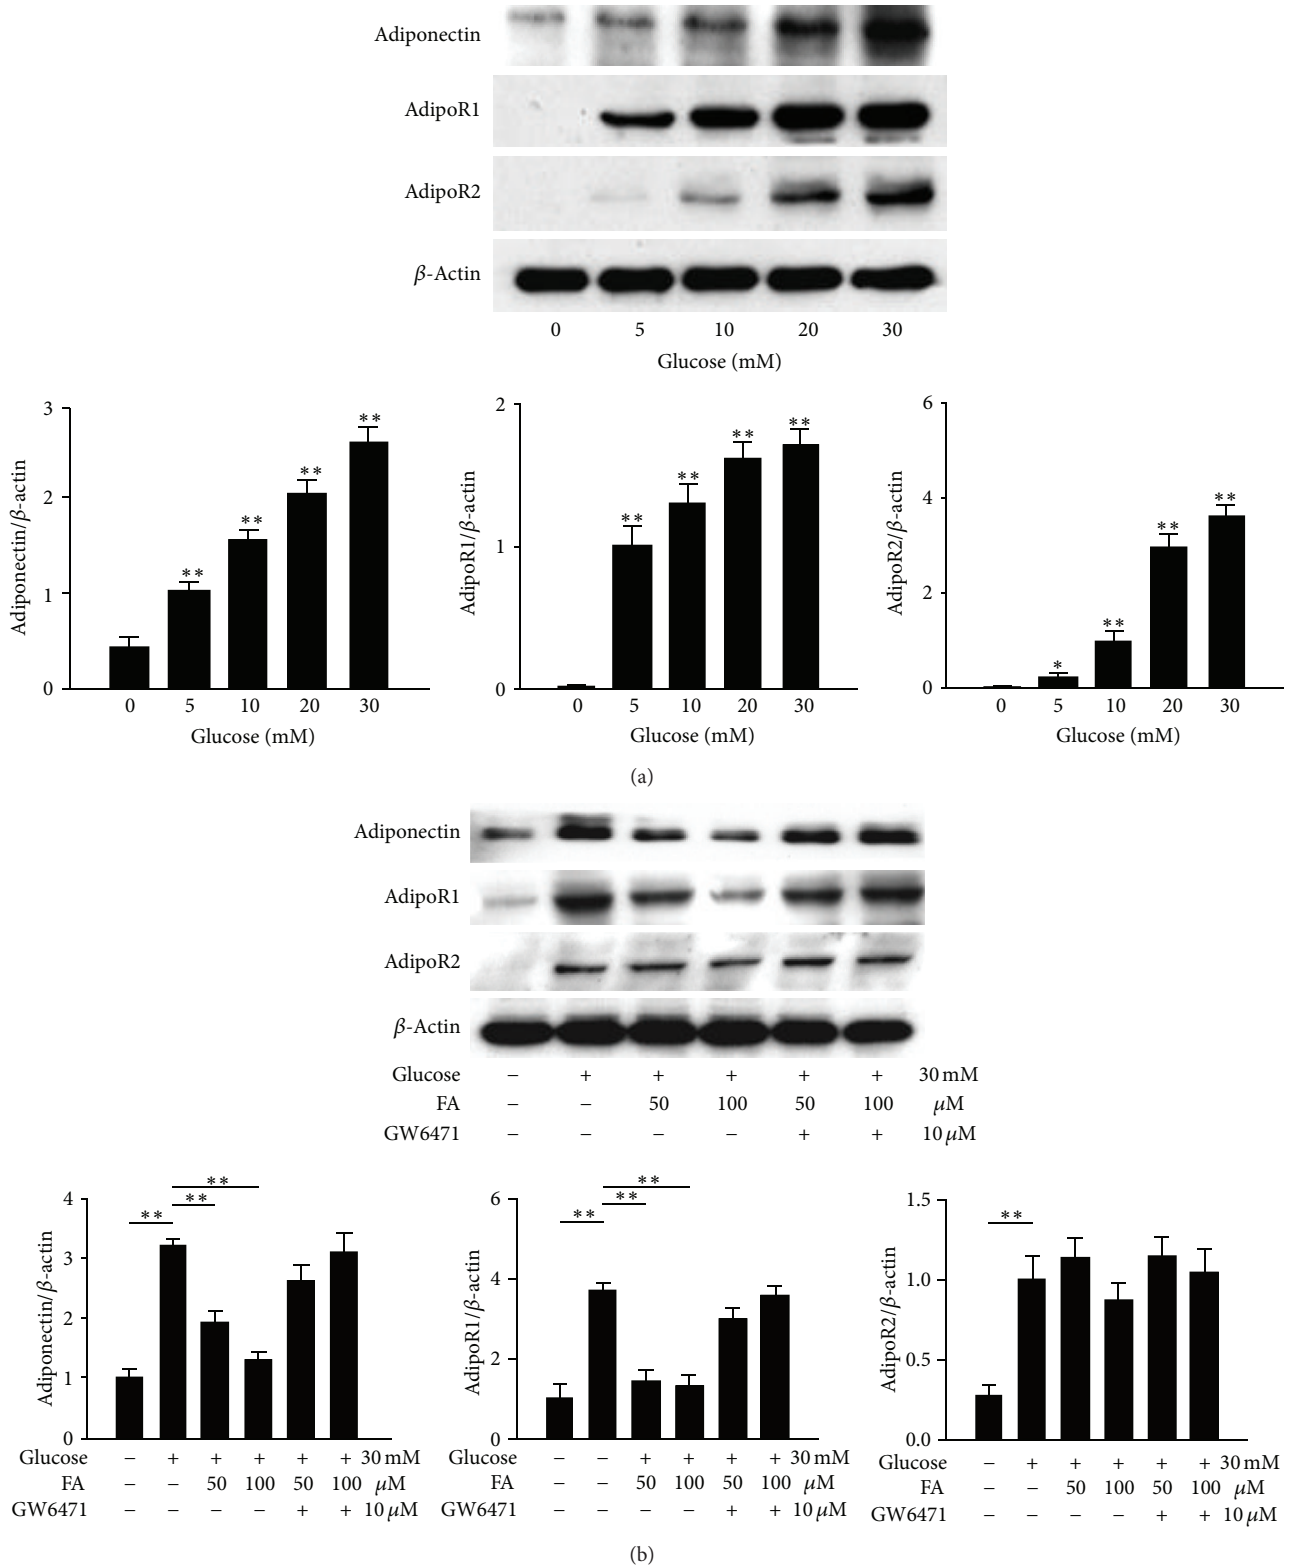 Adiponectin
AdipoR1
AdipoR2
β-Actin
0 5 10 20 30
Glucose (mM)
Adiponectin/β-actin
3
2
1
0
** ** ** **
0 5 10 20 30
Glucose (mM)
AdipoR1/β-actin
2
1
0
** ** ** **
0 5 10 20 30
Glucose (mM)
AdipoR2/β-actin
6
4
2
0
* ** ** **
0 5 10 20 30
Glucose (mM)
(a)
Adiponectin
AdipoR1
AdipoR2
β-Actin
Glucose − + + + + + 30 mM
FA − − 50 100 50 100 μM
GW6471 − − − − + + 10 μM
Adiponectin/β-actin
4
3
2
1
0
** ** **
Glucose − + + + + + 30 mM
FA − − 50 100 50 100 μM
GW6471 − − − − + + 10 μM
AdipoR1/β-actin
6
4
2
0
** ** **
Glucose − − + + + + 30 mM
FA − − 50 100 50 100 μM
GW6471 − − − − + + 10 μM
AdipoR2/β-actin
1.5
1.0
0.5
0.0
**
Glucose − + + + + + 30 mM
FA − − 50 100 50 100 μM
GW6471 − − − − + + 10 μM
(b)